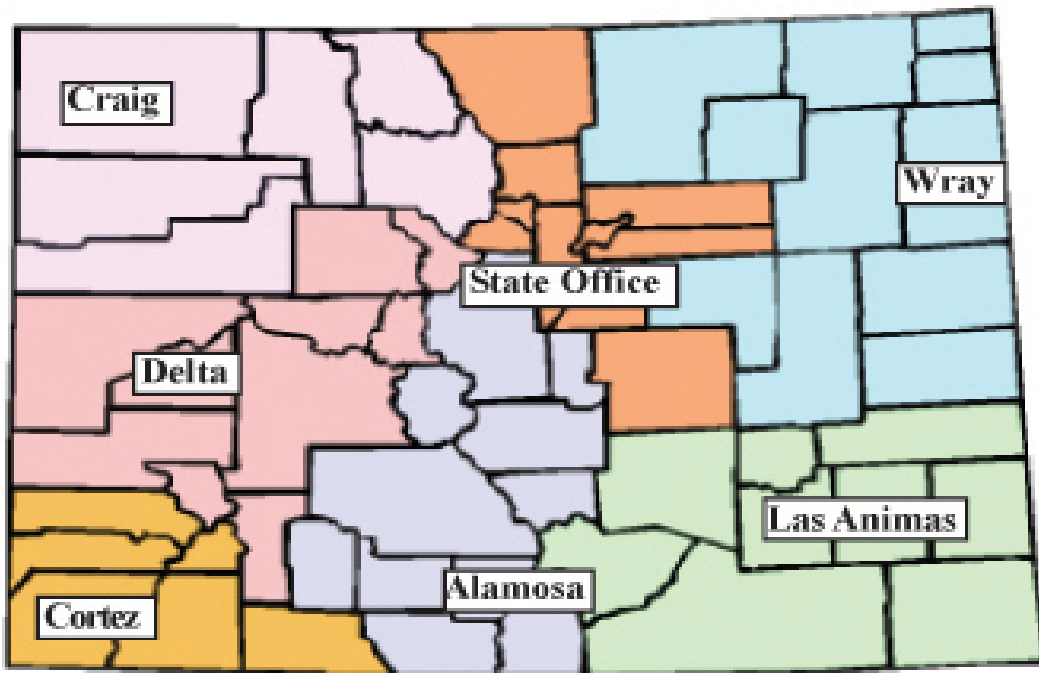 Craig
Wray
State Office
Delta
Las Animas
Alamosa
Cortez